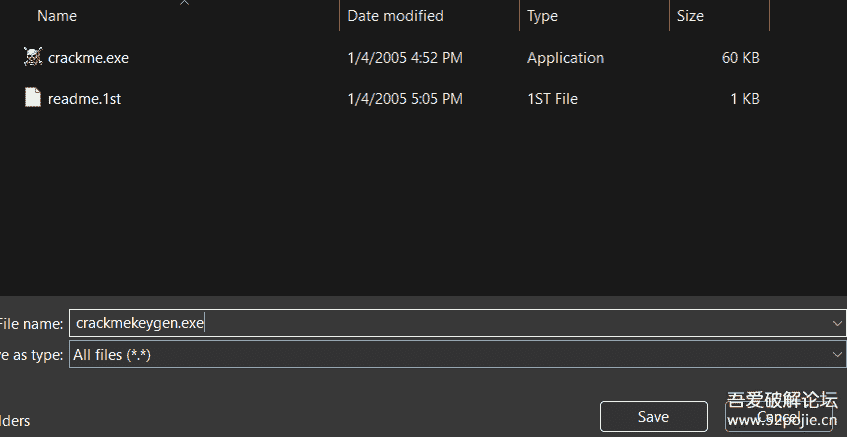 Name Date modified Type Size
crackme.exe 1/4/2005 4:52 PM Application 60 KB
readme.1st 1/4/2005 5:05 PM 1ST File 1 KB
File name: crackmekeygen.exe
e as type: All files (*.*)
lders Save Cancel
吾爱破解论坛
www.52pojie.cn